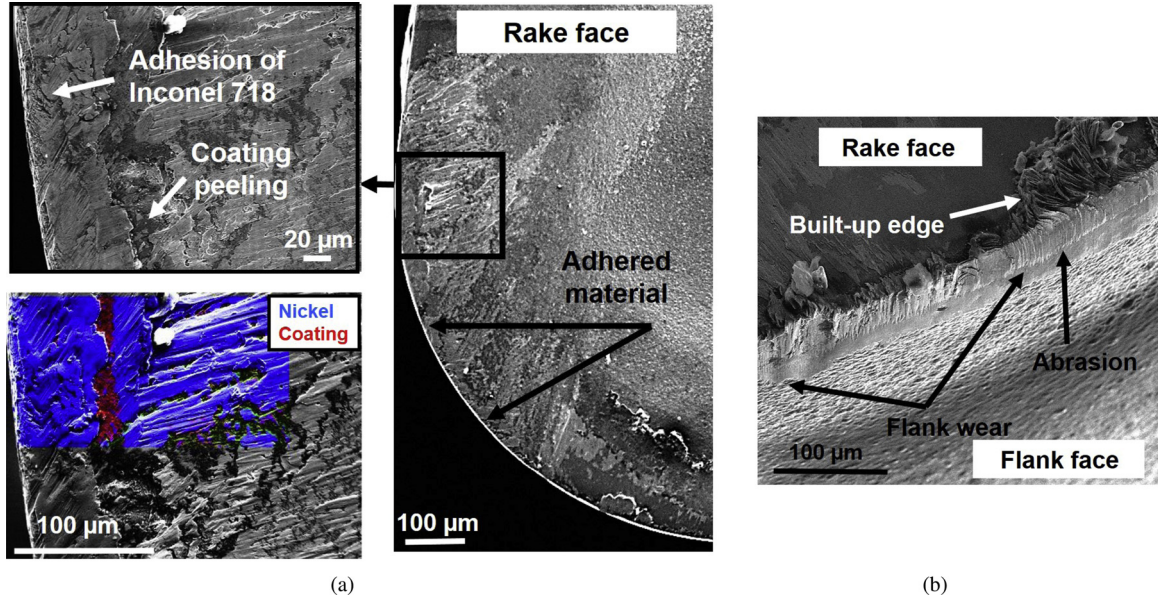 Adhesion of
Inconel 718
Coating
peeling
20 µm
Nickel
Coating
100 µm
Rake face
Adhered
material
100 µm
(a)
Rake face
Built-up edge
Abrasion
Flank wear
100 µm
Flank face
(b)